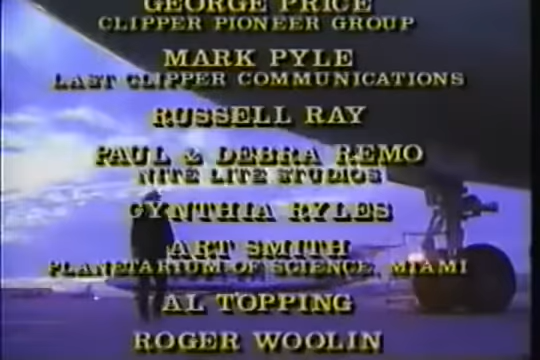 GEORGE PRICE
CLIPPER PIONEER GROUP
MARK PYLE
LAST CLIPPER COMMUNICATIONS
RUSSELL RAY
PAUL & DEBRA REMO
NITE LITE STUDIOS
CYNTHIA RYLES
ART SMITH
PLANETARIUM OF SCIENCE, MIAMI
AL TOPPING
ROGER WOOLIN